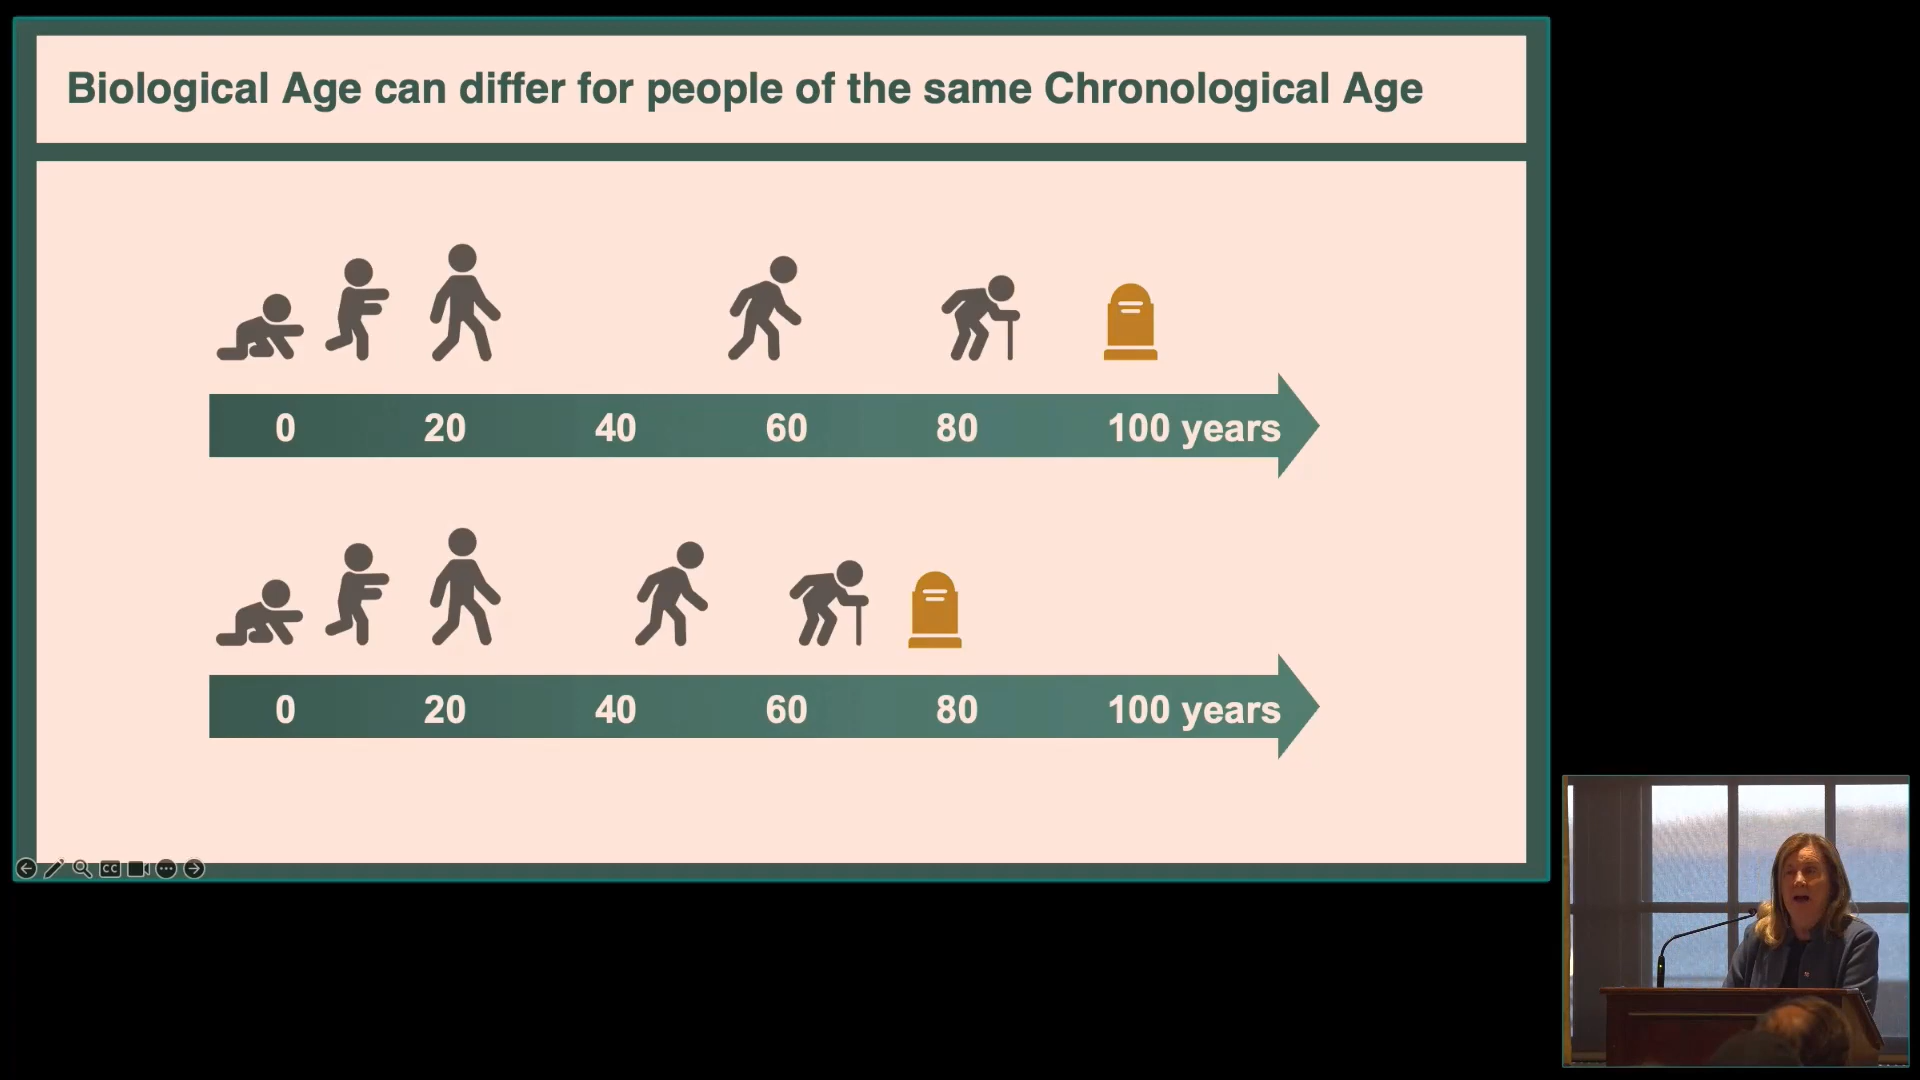 Biological Age can differ for people of the same Chronological Age
0 20 40 60 80 100 years
0 20 40 60 80 100 years
CC